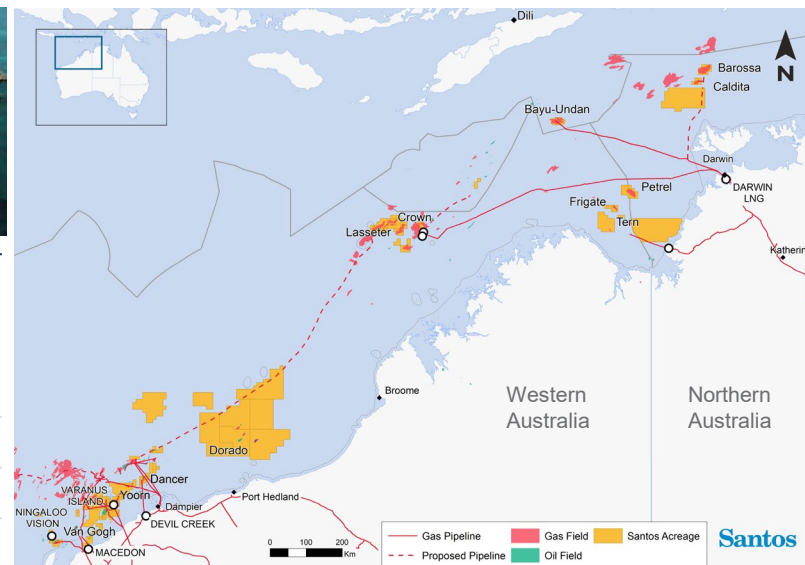 Dili
N
Barossa
Caldita
Bayu-Undan
Darwin
DARWIN
LNG
Petrel
Frigate
Tern
Crown
Lasseter
Broome
Western
Australia
Northern
Australia
Dorado
Dancer
VARANUS
ISLAND
Yoorn
Dampier
Port Hedland
NINGALOO
VISION
DEVIL CREEK
Van Gogh
MACEDON
0 100 200
Km
Gas Pipeline
Gas Field
Santos Acreage
Proposed Pipeline
Oil Field
Santos